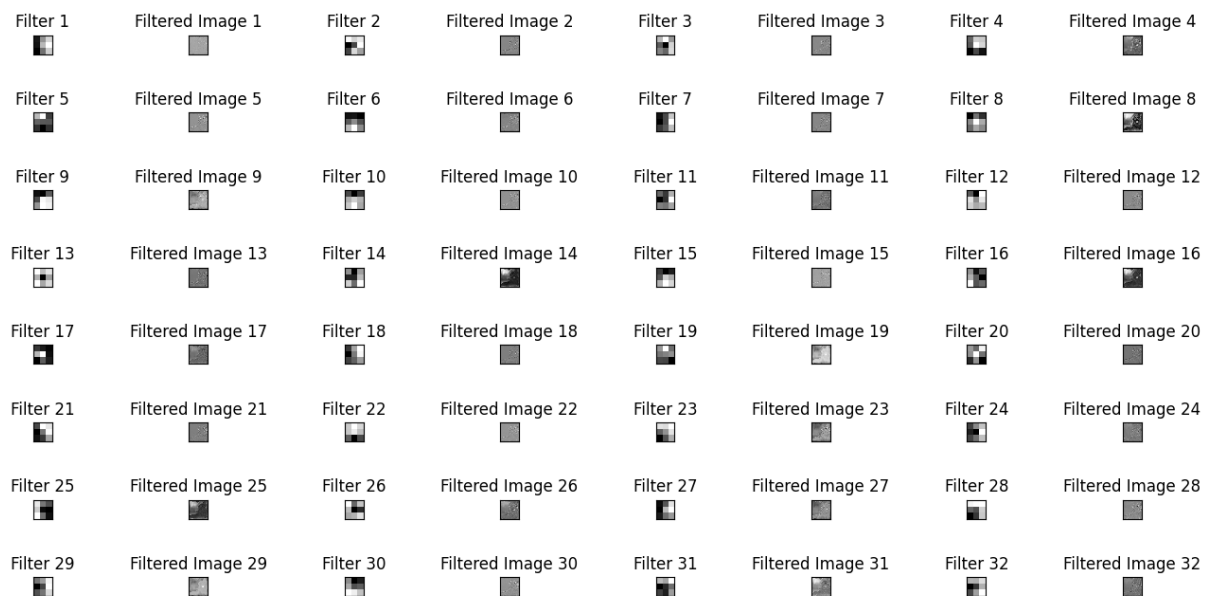 Filter 1 Filtered Image 1 Filter 2 Filtered Image 2 Filter 3 Filtered Image 3 Filter 4 Filtered Image 4
Filter 5 Filtered Image 5 Filter 6 Filtered Image 6 Filter 7 Filtered Image 7 Filter 8 Filtered Image 8
Filter 9 Filtered Image 9 Filter 10 Filtered Image 10 Filter 11 Filtered Image 11 Filter 12 Filtered Image 12
Filter 13 Filtered Image 13 Filter 14 Filtered Image 14 Filter 15 Filtered Image 15 Filter 16 Filtered Image 16
Filter 17 Filtered Image 17 Filter 18 Filtered Image 18 Filter 19 Filtered Image 19 Filter 20 Filtered Image 20
Filter 21 Filtered Image 21 Filter 22 Filtered Image 22 Filter 23 Filtered Image 23 Filter 24 Filtered Image 24
Filter 25 Filtered Image 25 Filter 26 Filtered Image 26 Filter 27 Filtered Image 27 Filter 28 Filtered Image 28
Filter 29 Filtered Image 29 Filter 30 Filtered Image 30 Filter 31 Filtered Image 31 Filter 32 Filtered Image 32